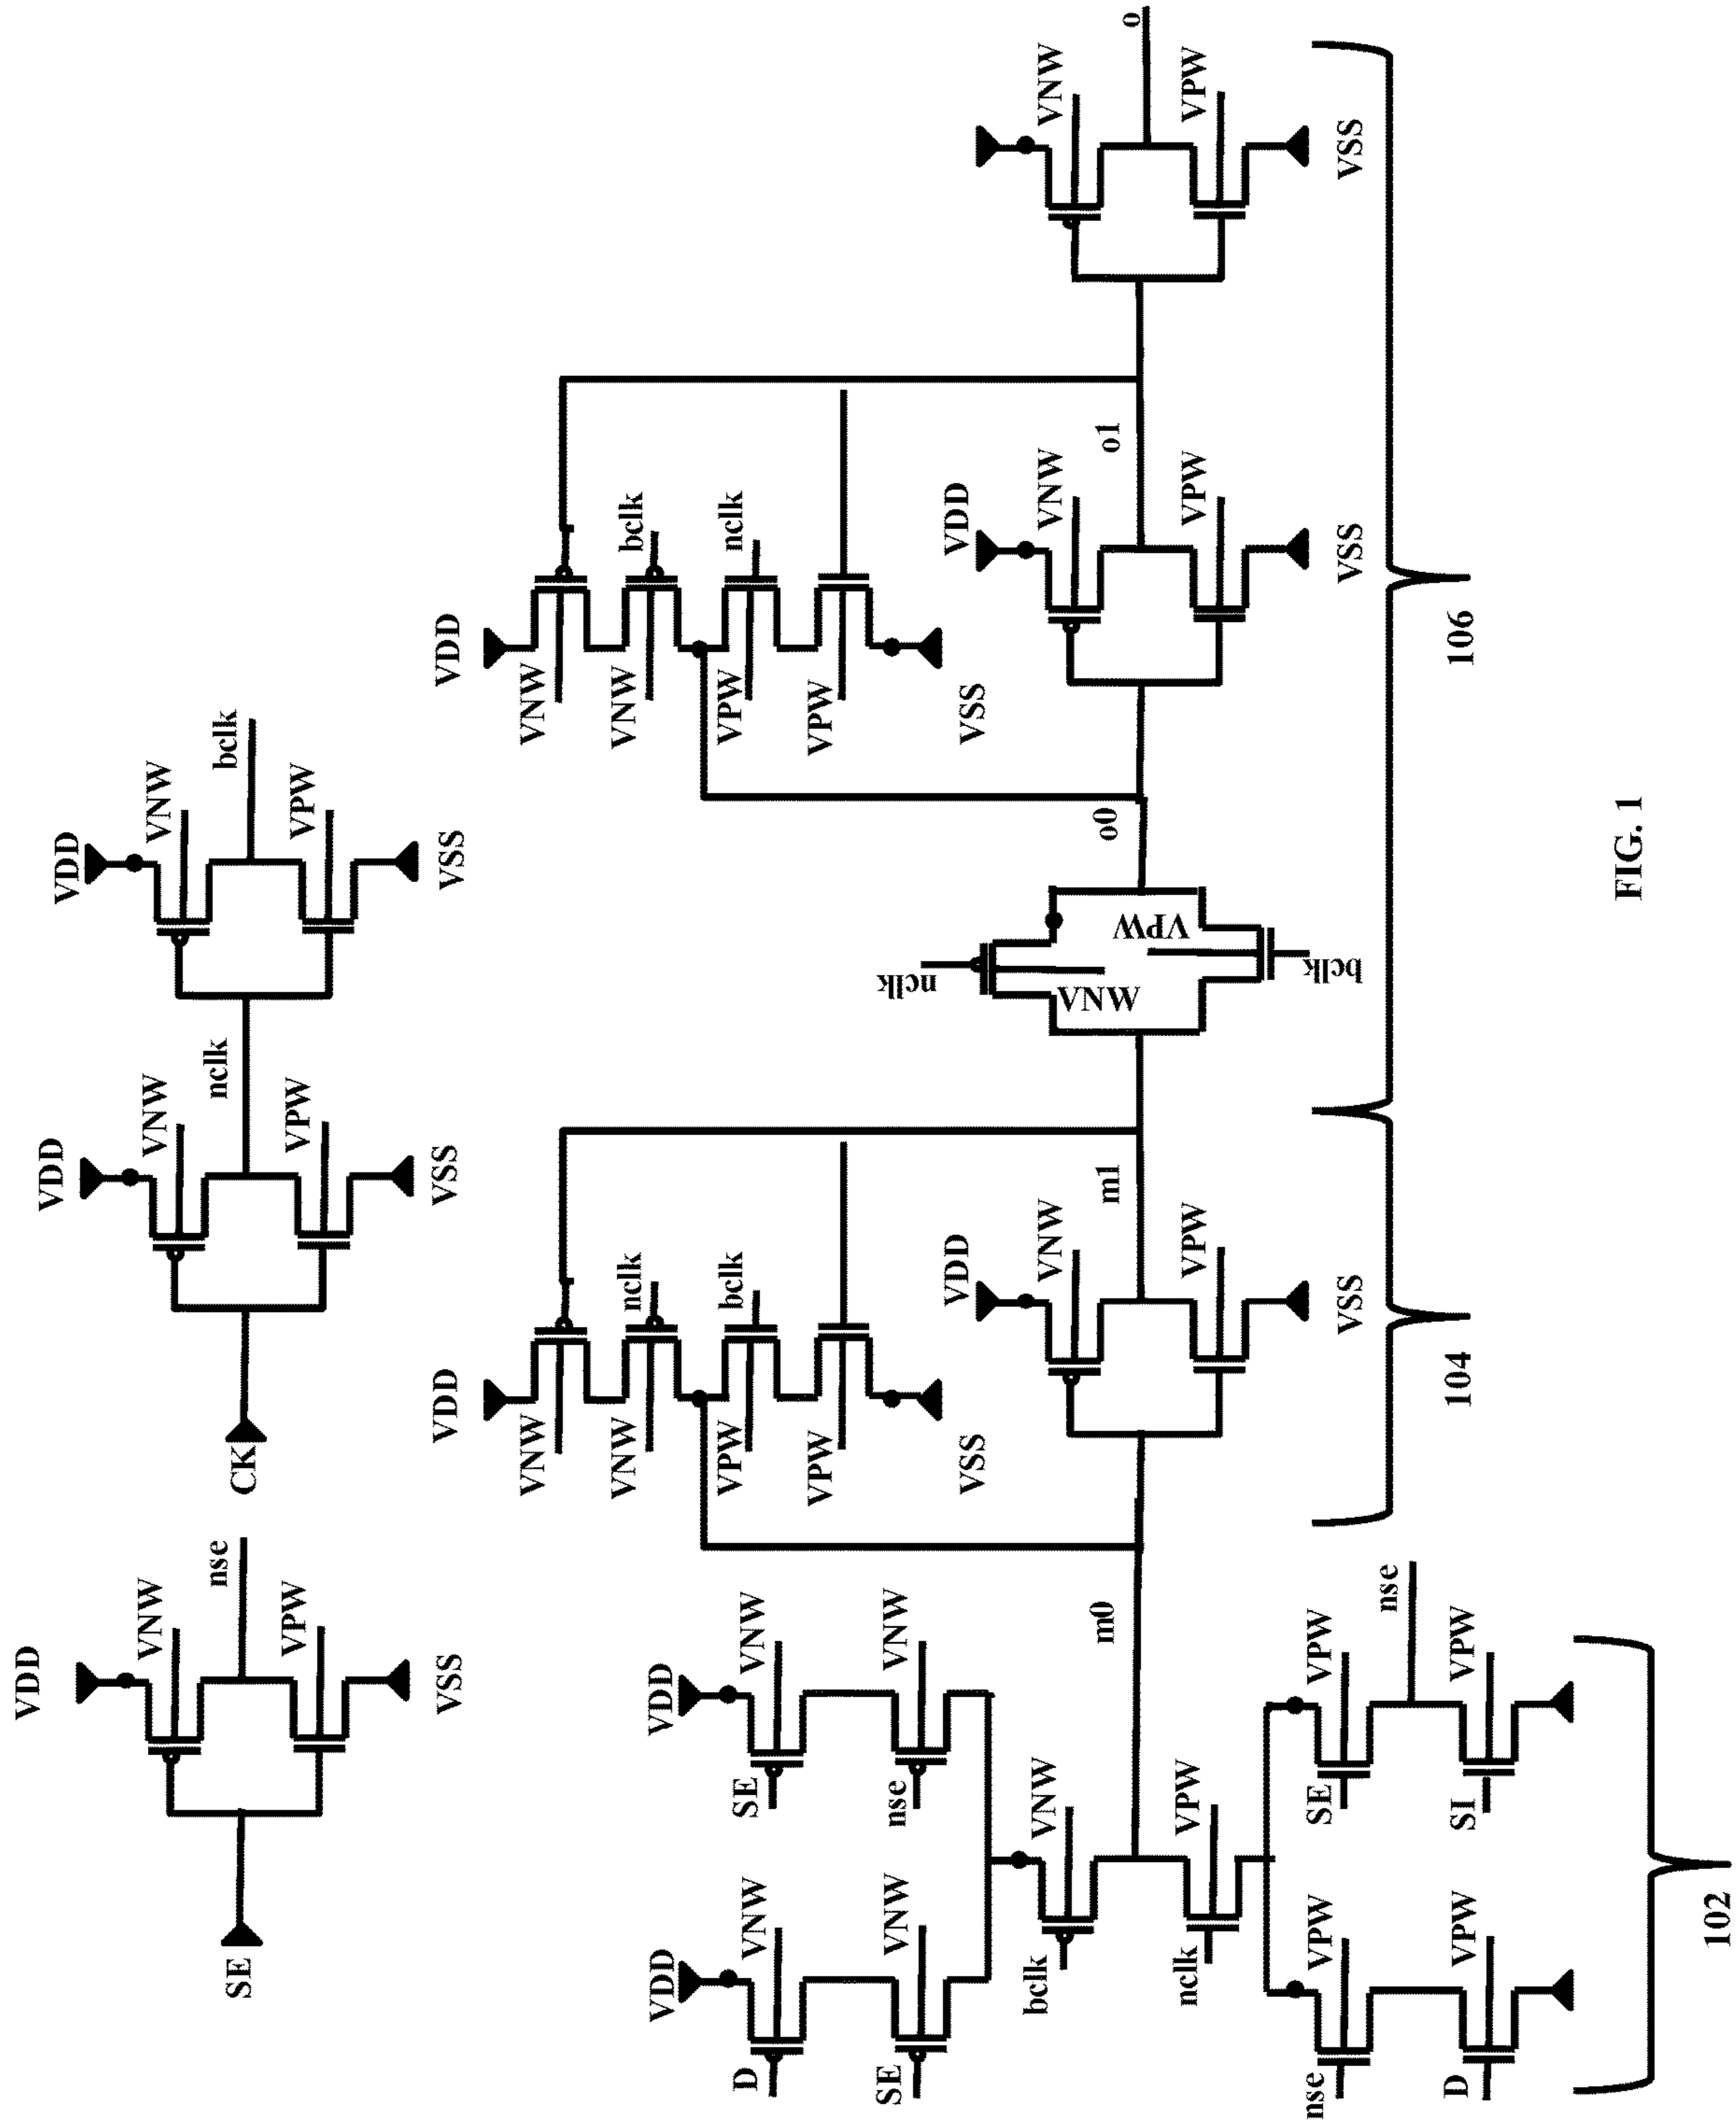 VDD
VNW
SE
nse
VPW
VSS
VDD
VNW
CK
nclk
VPW
VSS
VDD
VNW
bclk
VPW
VSS
VDD
D
VNW
SE
VNW
VDD
SE
VNW
nse
VNW
bclk
VNW
m0
nclk
VPW
nse
VPW
D
VPW
SE
VPW
nse
SI
VPW
102
VDD
VNW
VNW
nclk
VPW
bclk
VPW
VSS
VDD
VNW
m1
VPW
VSS
104
nclk
VNW
VPW
bclk
o0
VDD
VNW
VNW
bclk
VPW
nclk
VPW
VSS
VDD
VNW
o1
VPW
VSS
VNW
o
VPW
VSS
106
FIG. 1